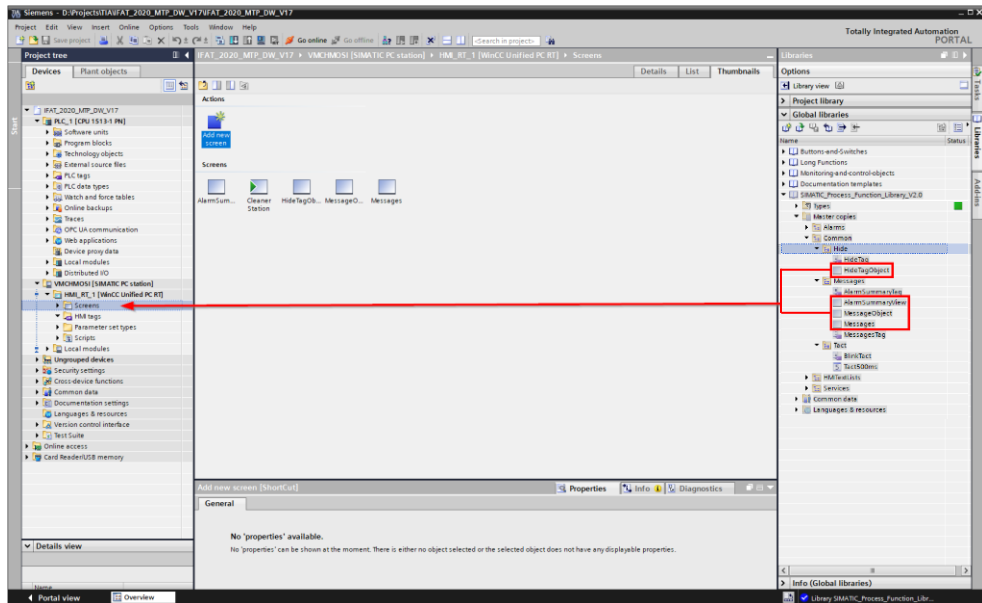 Siemens - D:\Projects\TIA\IFAT_2020_MTP_DW_V17\IFAT_2020_MTP_DW_V17
Project Edit View Insert Online Options Tools Window Help
Save project Go online Go offline <Search in project>
Totally Integrated Automation
PORTAL
Project tree
IFAT_2020_MTP_DW_V17 VMCHMOSI [SIMATIC PC station] HMI_RT_1 [WinCC Unified PC RT] Screens
Libraries
Devices Plant objects
Details List Thumbnails
Options
Library view
Project library
Global libraries
Name Status
Buttons-and-Switches
Long Functions
Monitoring-and-control-objects
Documentation templates
SIMATIC_Process_Function_Library_V2.0
Types
Master copies
Alarms
Common
Hide
HideTag
HideTagObject
Messages
AlarmSummaryTag
AlarmSummaryView
MessageObject
Messages
MessagesTag
Tact
BlinkTact
Tact500ms
HMITextLists
Services
Common data
Languages & resources
Info (Global libraries)
Tasks
Libraries
Add-ins
Start
IFAT_2020_MTP_DW_V17
PLC_1 [CPU 1513-1 PN]
Software units
Program blocks
Technology objects
External source files
PLC tags
PLC data types
Watch and force tables
Online backups
Traces
OPC UA communication
Web applications
Device proxy data
Local modules
Distributed I/O
VMCHMOSI [SIMATIC PC station]
HMI_RT_1 [WinCC Unified PC RT]
Screens
HMI tags
Parameter set types
Scripts
Local modules
Ungrouped devices
Security settings
Cross-device functions
Common data
Documentation settings
Languages & resources
Version control interface
Test Suite
Online access
Card Reader/USB memory
Details view
Name
Actions
Add new
screen
Screens
AlarmSum... Cleaner Station HideTagOb... MessageO... Messages
Add new screen [ShortCut]
Properties Info Diagnostics
General
No 'properties' available.
No 'properties' can be shown at the moment. There is either no object selected or the selected object does not have any displayable properties.
Portal view Overview
Library SIMATIC_Process_Function_Libr...